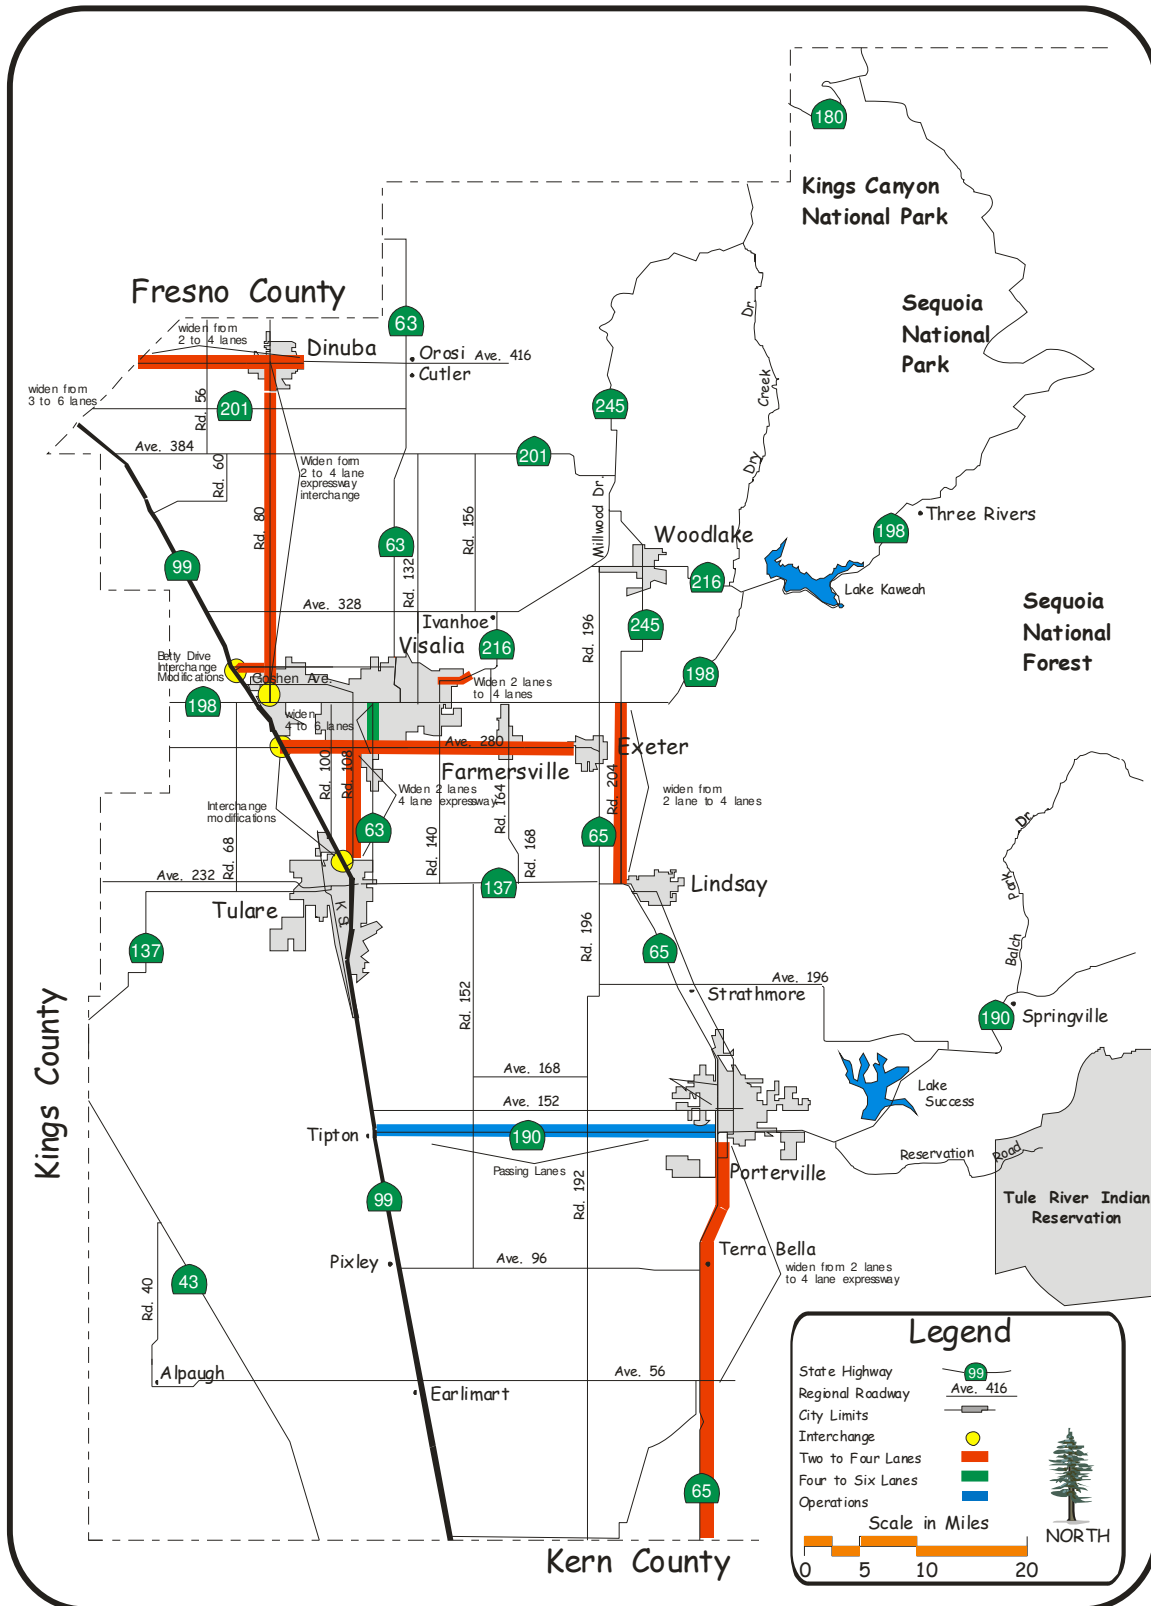 180
Kings Canyon
National Park
Fresno County
Sequoia
National
Park
63
widen from
2 to 4 lanes
Dinuba
Orosi
Ave. 416
Cutler
widen from
3 to 6 lanes
Rd. 56
201
245
Dr.
Creek
Dry
Ave. 384
201
Rd. 60
Widen form
2 to 4 lane
expressway
interchange
Rd. 80
Rd. 156
Millwood Dr.
Three Rivers
198
Woodlake
63
99
Rd. 132
216
Lake Kaweah
Ave. 328
Ivanhoe
Sequoia
National
Forest
245
Rd. 196
Visalia
216
Betty Drive
Interchange
Modifications
Goshen Ave.
Widen 2 lanes
to 4 lanes
198
198
widen
4 to 6 lanes
Ave. 280
Exeter
Rd. 100
Rd. 108
Farmersville
Widen 2 lanes
4 lane expressway
Rd. 164
Rd. 204
widen from
2 lane to 4 lanes
Interchange
modifications
63
65
Rd. 68
Rd. 140
Rd. 168
Dr.
Park
Balch
Ave. 232
137
Lindsay
Tulare
K St.
137
Rd. 196
65
Ave. 196
Strathmore
Rd. 152
190
Springville
Kings County
Ave. 168
Ave. 152
Lake
Success
Tipton
190
Passing Lanes
Reservation
Road
Porterville
Rd. 192
99
Tule River Indian
Reservation
Pixley
Ave. 96
Terra Bella
widen from 2 lanes
to 4 lane expressway
43
Rd. 40
Alpaugh
Ave. 56
Earlimart
65
Kern County
Legend
State Highway
99
Regional Roadway
Ave. 416
City Limits
Interchange
Two to Four Lanes
Four to Six Lanes
Operations
Scale in Miles
NORTH
0 5 10 20